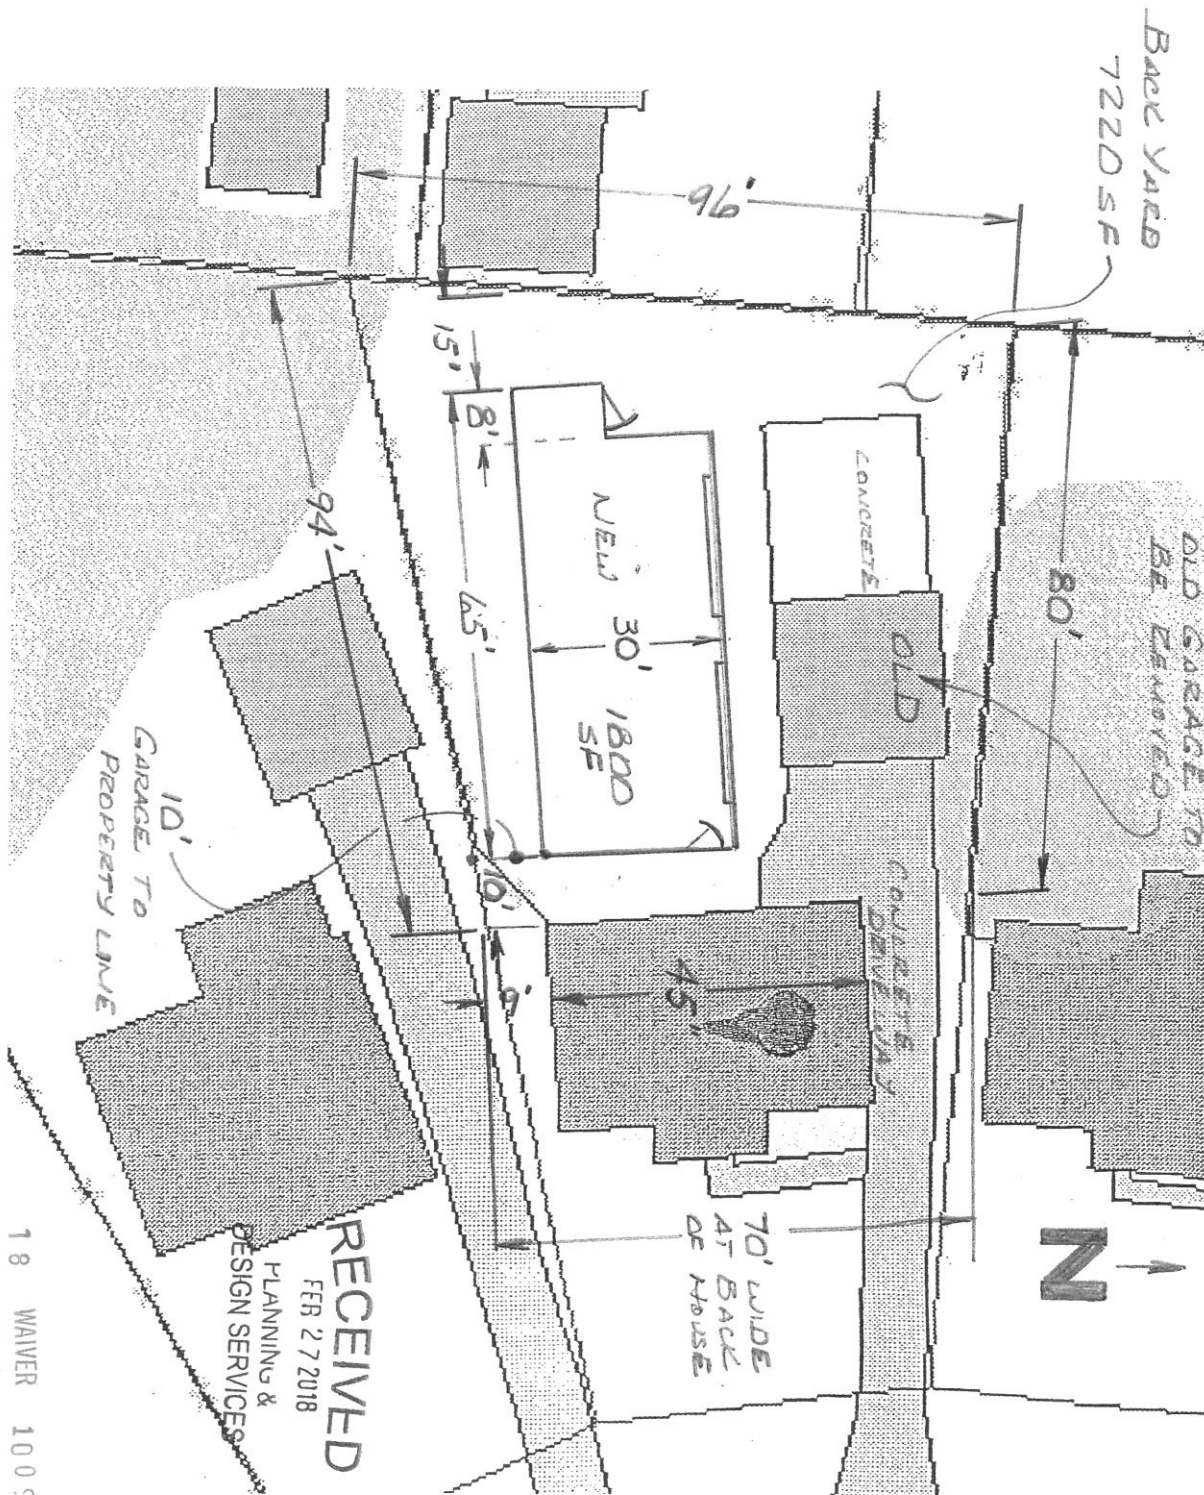 BACK YARD
7220 SF
OLD GARAGE TO
BE REMOVED
96'
80'
15'
8'
94'
65'
CONCRETE
OLD
NEW 30' 1800
SF
CONCRETE
DRIVEWAY
10'
9'
45"
10'
GARAGE TO
PROPERTY LINE
70' WIDE
AT BACK
OF HOUSE
N
RECEIVED
FEB 27 2018
PLANNING &
DESIGN SERVICES
18 WAIVER 1009